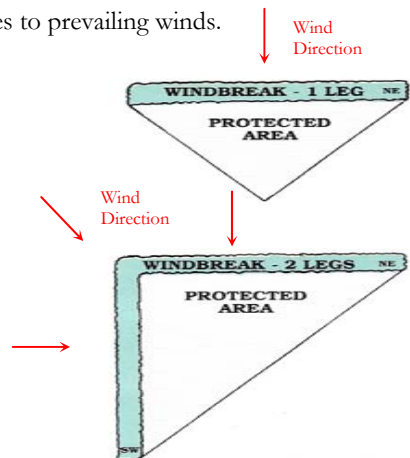 es to prevailing winds.
Wind
Direction
WINDBREAK - 1 LEG NE
PROTECTED
AREA
Wind
Direction
WINDBREAK - 2 LEGS NE
PROTECTED
AREA
SW